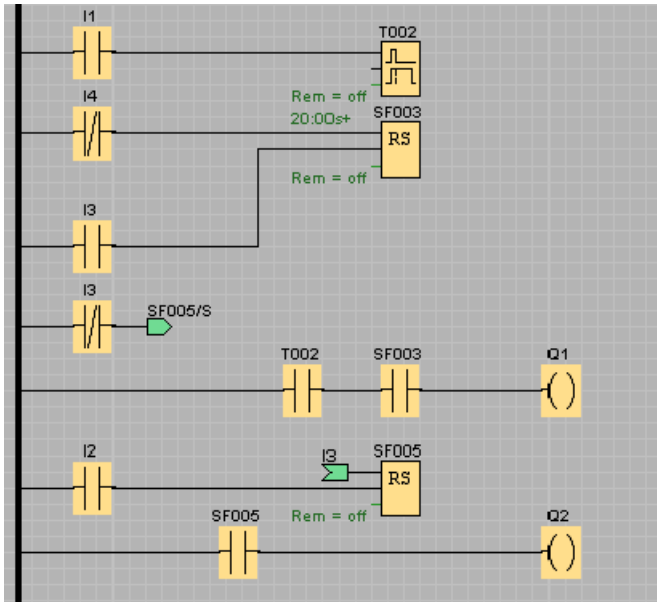 I1
T002
Rem = off
20:00s+
I4
SF003
RS
Rem = off
I3
I3
SF005/S
T002
SF003
Q1
I2
I3
SF005
RS
Rem = off
SF005
Q2